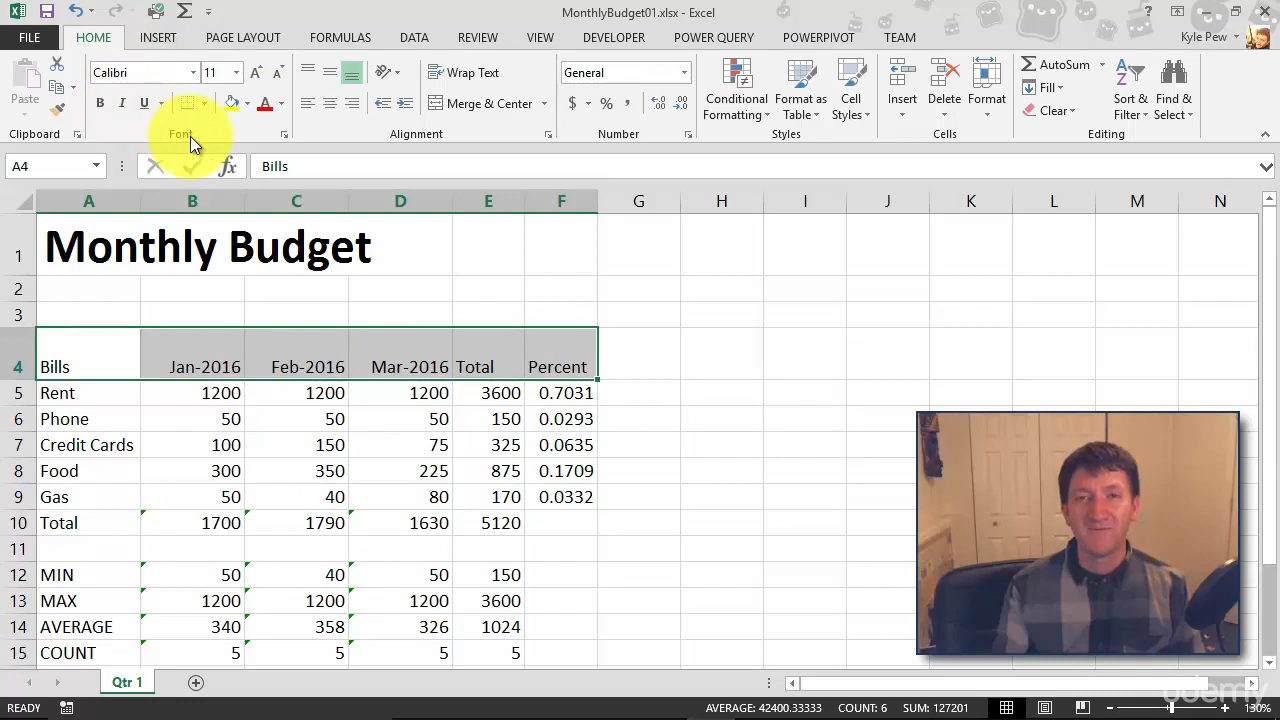 MonthlyBudget01.xlsx - Excel
FILE HOME INSERT PAGE LAYOUT FORMULAS DATA REVIEW VIEW DEVELOPER POWER QUERY POWERPIVOT TEAM Kyle Pew
Paste
Clipboard
Calibri 11
B I U A
Font
Wrap Text
Merge & Center
Alignment
General
$ % ,
Number
Conditional Formatting
Format as Table
Cell Styles
Styles
Insert
Delete
Format
Cells
AutoSum
Fill
Clear
Sort & Filter
Find & Select
Editing
A4 fx Bills
A B C D E F G H I J K L M N
1 Monthly Budget
2
3
4 Bills Jan-2016 Feb-2016 Mar-2016 Total Percent
5 Rent 1200 1200 1200 3600 0.7031
6 Phone 50 50 50 150 0.0293
7 Credit Cards 100 150 75 325 0.0635
8 Food 300 350 225 875 0.1709
9 Gas 50 40 80 170 0.0332
10 Total 1700 1790 1630 5120
11
12 MIN 50 40 50 150
13 MAX 1200 1200 1200 3600
14 AVERAGE 340 358 326 1024
15 COUNT 5 5 5 5
Qtr 1
udemy
READY AVERAGE: 42400.33333 COUNT: 6 SUM: 127201 130%